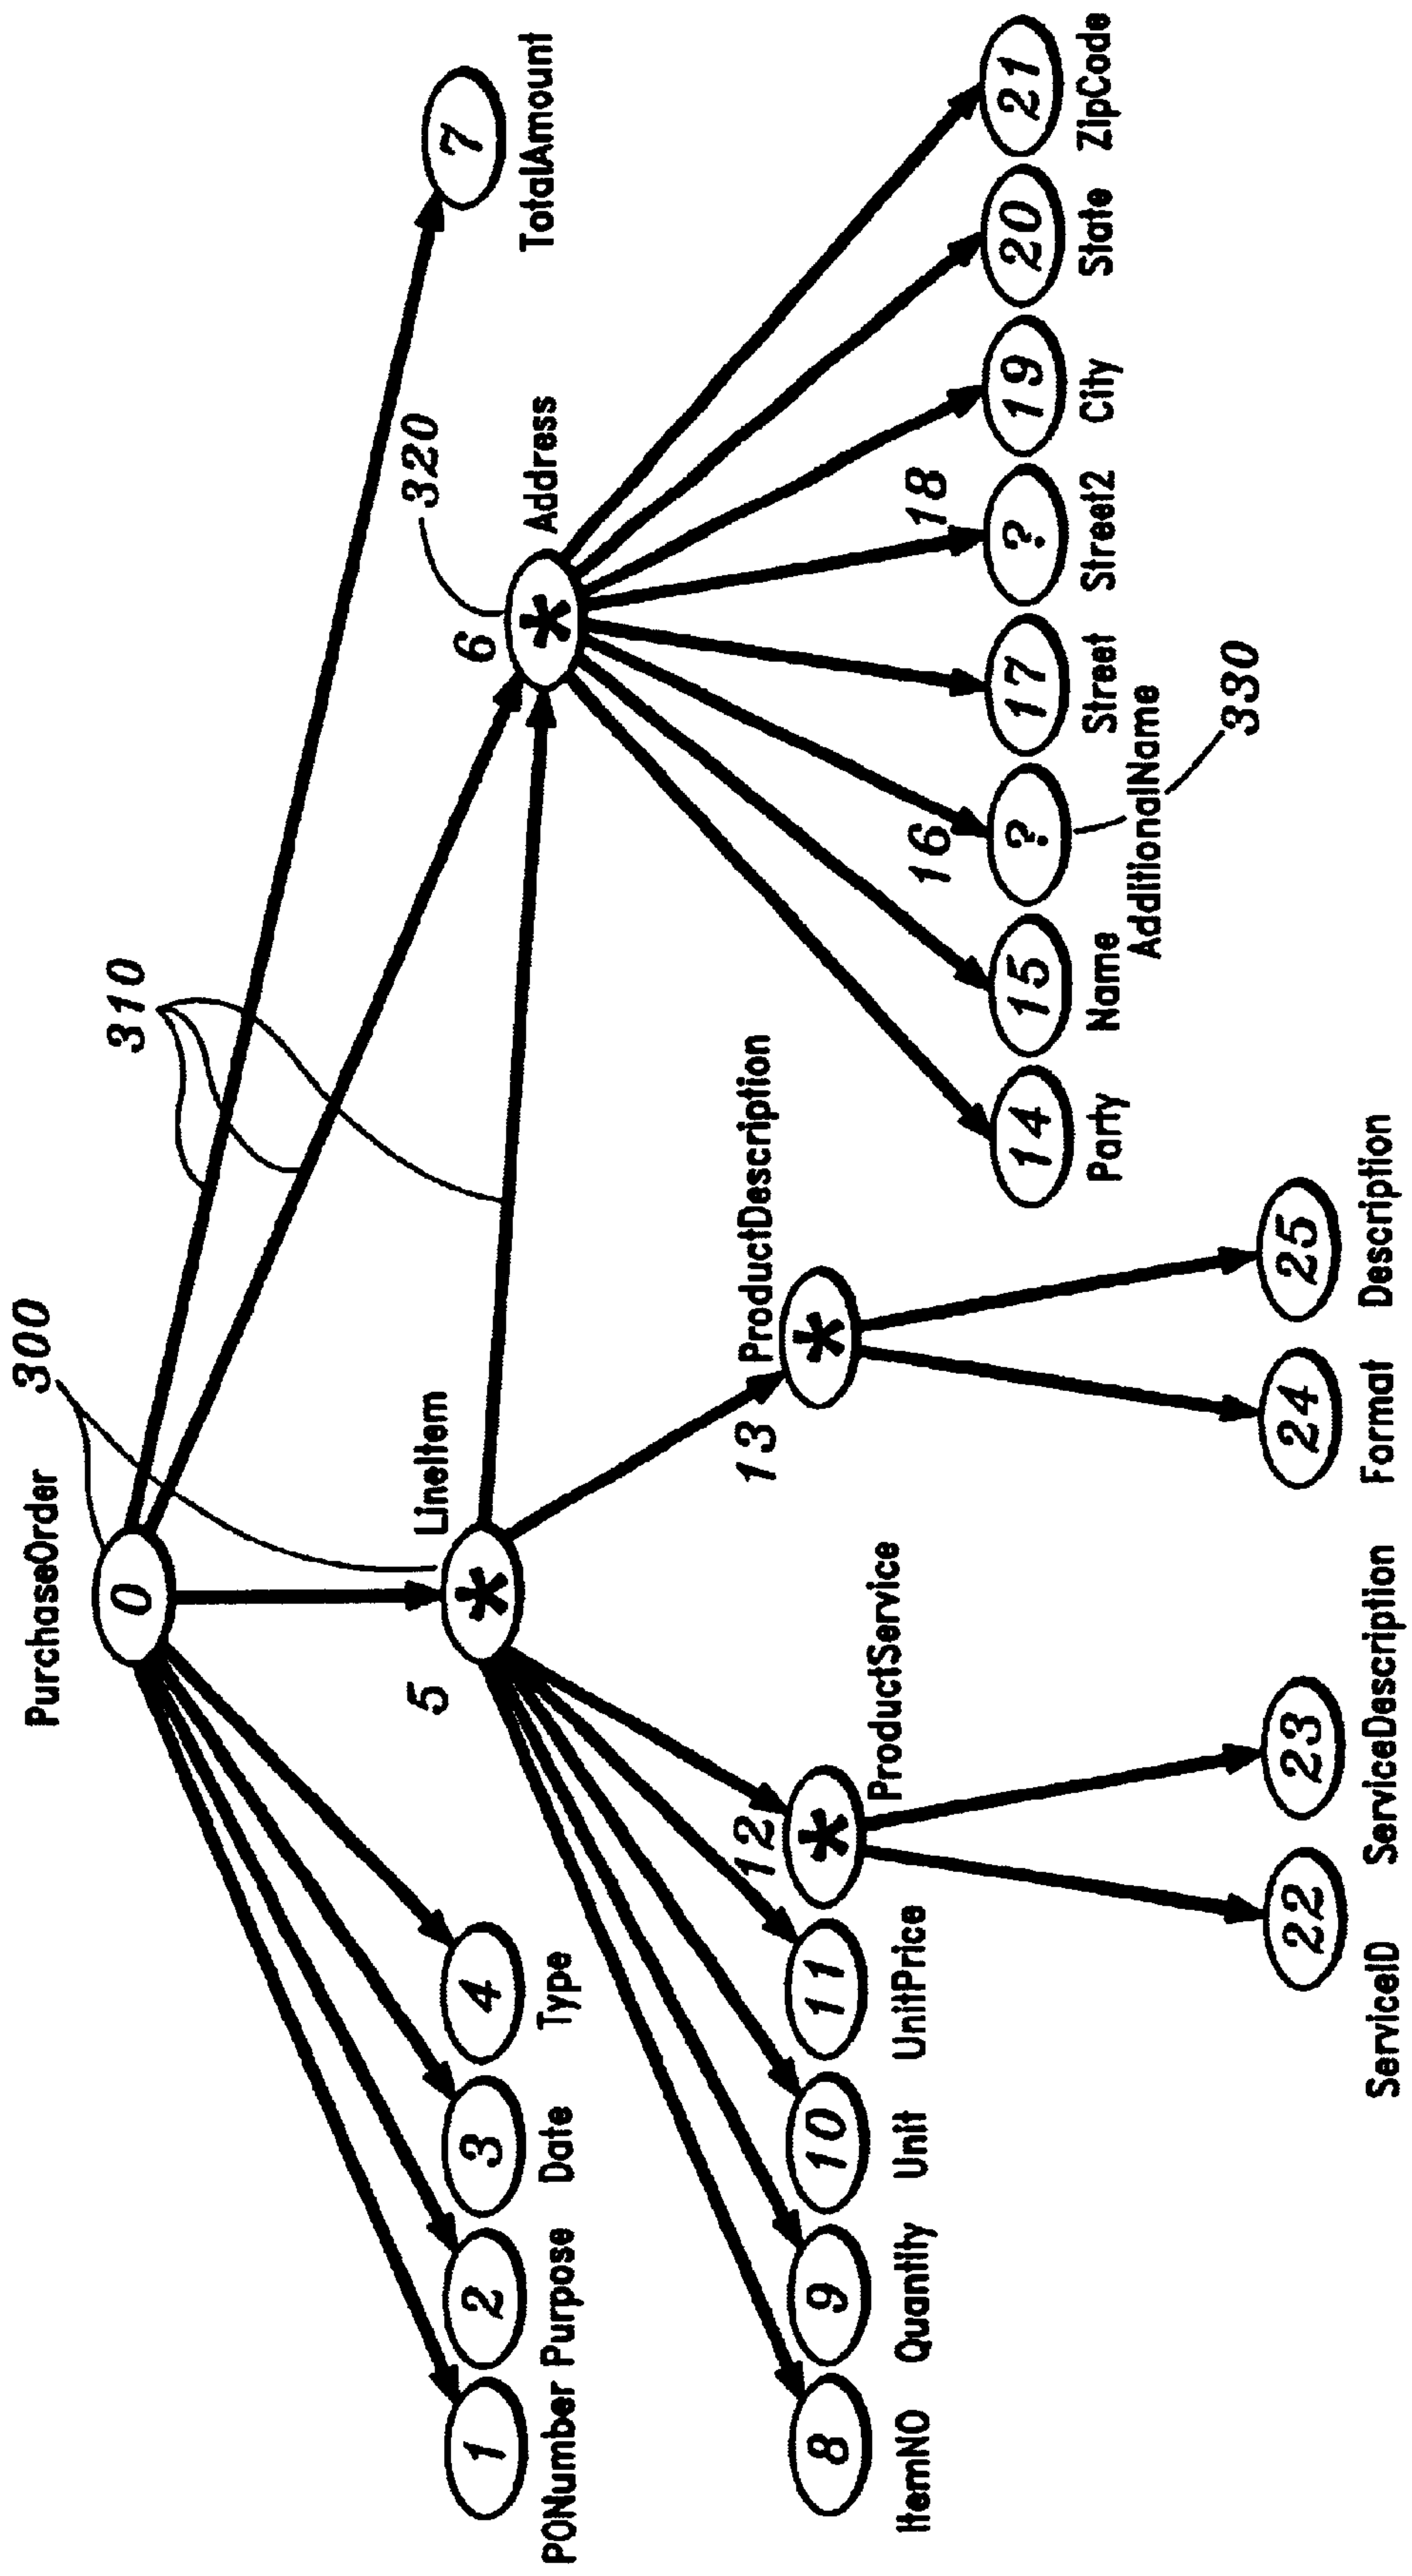 300
310
PurchaseOrder
0
320
1
2
3
4
5
*
LineItem
6
*
Address
7
PONumber
Purpose
Date
Type
TotalAmount
8
9
10
11
12
*
13
*
ProductDescription
14
15
16
?
17
18
?
19
20
21
ItemNO
Quantity
Unit
UnitPrice
ProductService
Party
Name
AdditionalName
Street
Street2
City
State
ZipCode
330
22
23
24
25
ServiceID
ServiceDescription
Format
Description